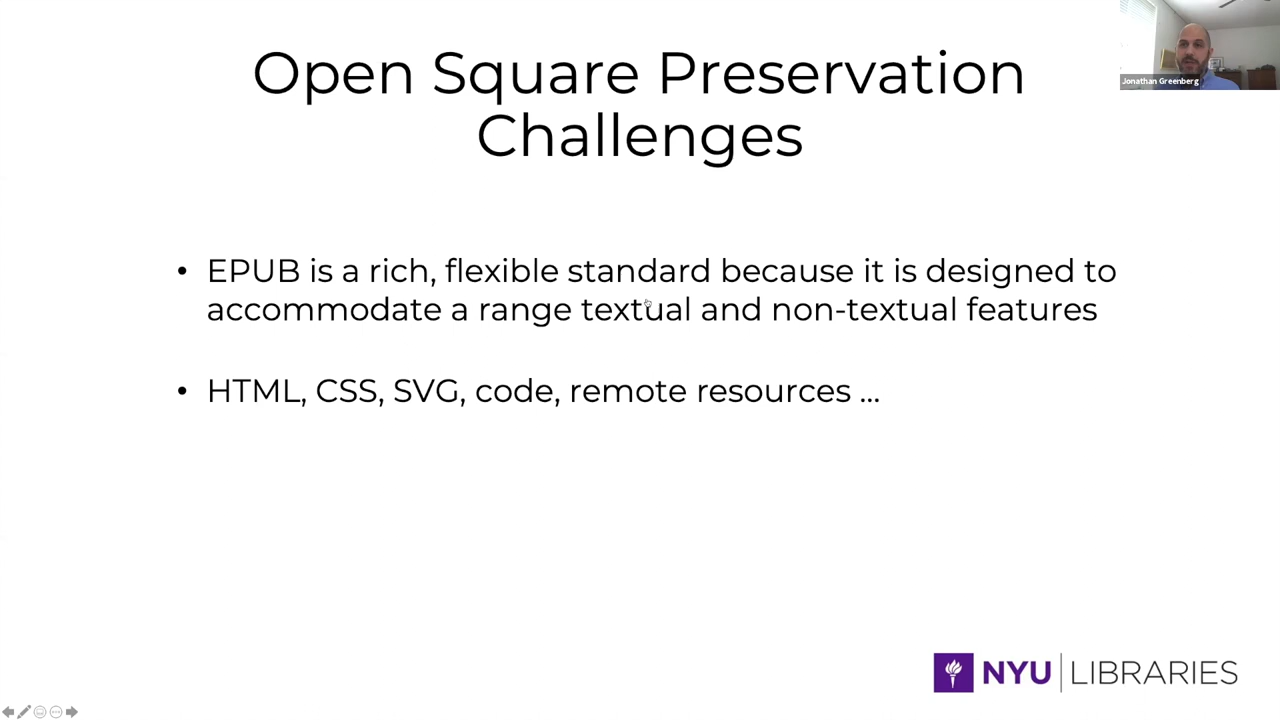 Open Square Preservation
Challenges
Jonathan Greenberg
• EPUB is a rich, flexible standard because it is designed to
accommodate a range textual and non-textual features
• HTML, CSS, SVG, code, remote resources ...
NYU | LIBRARIES